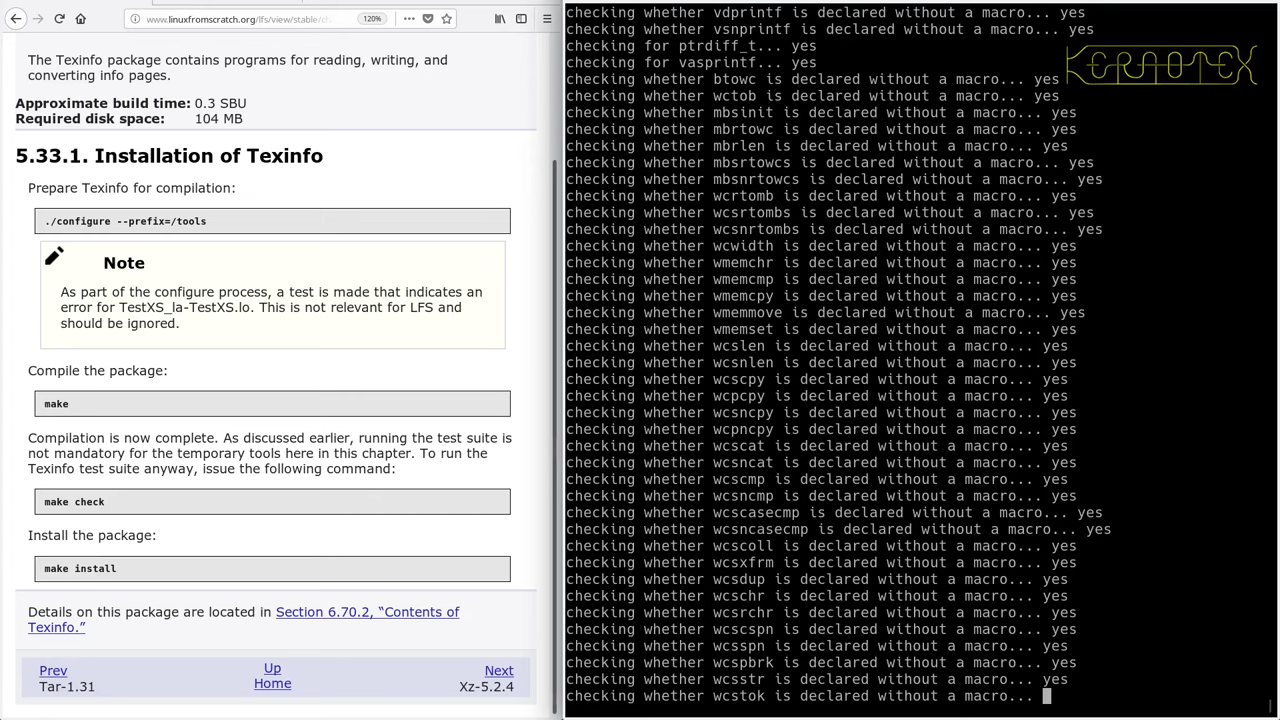 www.linuxfromscratch.org/lfs/view/stable/ch
120%
The Texinfo package contains programs for reading, writing, and
converting info pages.
Approximate build time: 0.3 SBU
Required disk space: 104 MB
5.33.1. Installation of Texinfo
Prepare Texinfo for compilation:
./configure --prefix=/tools
Note
As part of the configure process, a test is made that indicates an
error for TestXS_la-TestXS.lo. This is not relevant for LFS and
should be ignored.
Compile the package:
make
Compilation is now complete. As discussed earlier, running the test suite is
not mandatory for the temporary tools here in this chapter. To run the
Texinfo test suite anyway, issue the following command:
make check
Install the package:
make install
Details on this package are located in Section 6.70.2, “Contents of
Texinfo.”
Prev
Tar-1.31
Up
Home
Next
Xz-5.2.4
checking whether vdprintf is declared without a macro... yes
checking whether vsnprintf is declared without a macro... yes
checking for ptrdiff_t... yes
checking for vasprintf... yes
KERNOTEX
checking whether btowc is declared without a macro... yes
checking whether wctob is declared without a macro... yes
checking whether mbsinit is declared without a macro... yes
checking whether mbrtowc is declared without a macro... yes
checking whether mbrlen is declared without a macro... yes
checking whether mbsrtowcs is declared without a macro... yes
checking whether mbsnrtowcs is declared without a macro... yes
checking whether wcrtomb is declared without a macro... yes
checking whether wcsrtombs is declared without a macro... yes
checking whether wcsnrtombs is declared without a macro... yes
checking whether wcwidth is declared without a macro... yes
checking whether wmemchr is declared without a macro... yes
checking whether wmemcmp is declared without a macro... yes
checking whether wmemcpy is declared without a macro... yes
checking whether wmemmove is declared without a macro... yes
checking whether wmemset is declared without a macro... yes
checking whether wcslen is declared without a macro... yes
checking whether wcsnlen is declared without a macro... yes
checking whether wcscpy is declared without a macro... yes
checking whether wcpcpy is declared without a macro... yes
checking whether wcsncpy is declared without a macro... yes
checking whether wcpncpy is declared without a macro... yes
checking whether wcscat is declared without a macro... yes
checking whether wcsncat is declared without a macro... yes
checking whether wcscmp is declared without a macro... yes
checking whether wcsncmp is declared without a macro... yes
checking whether wcscasecmp is declared without a macro... yes
checking whether wcsncasecmp is declared without a macro... yes
checking whether wcscoll is declared without a macro... yes
checking whether wcsxfrm is declared without a macro... yes
checking whether wcsdup is declared without a macro... yes
checking whether wcschr is declared without a macro... yes
checking whether wcsrchr is declared without a macro... yes
checking whether wcscspn is declared without a macro... yes
checking whether wcsspn is declared without a macro... yes
checking whether wcspbrk is declared without a macro... yes
checking whether wcsstr is declared without a macro... yes
checking whether wcstok is declared without a macro...